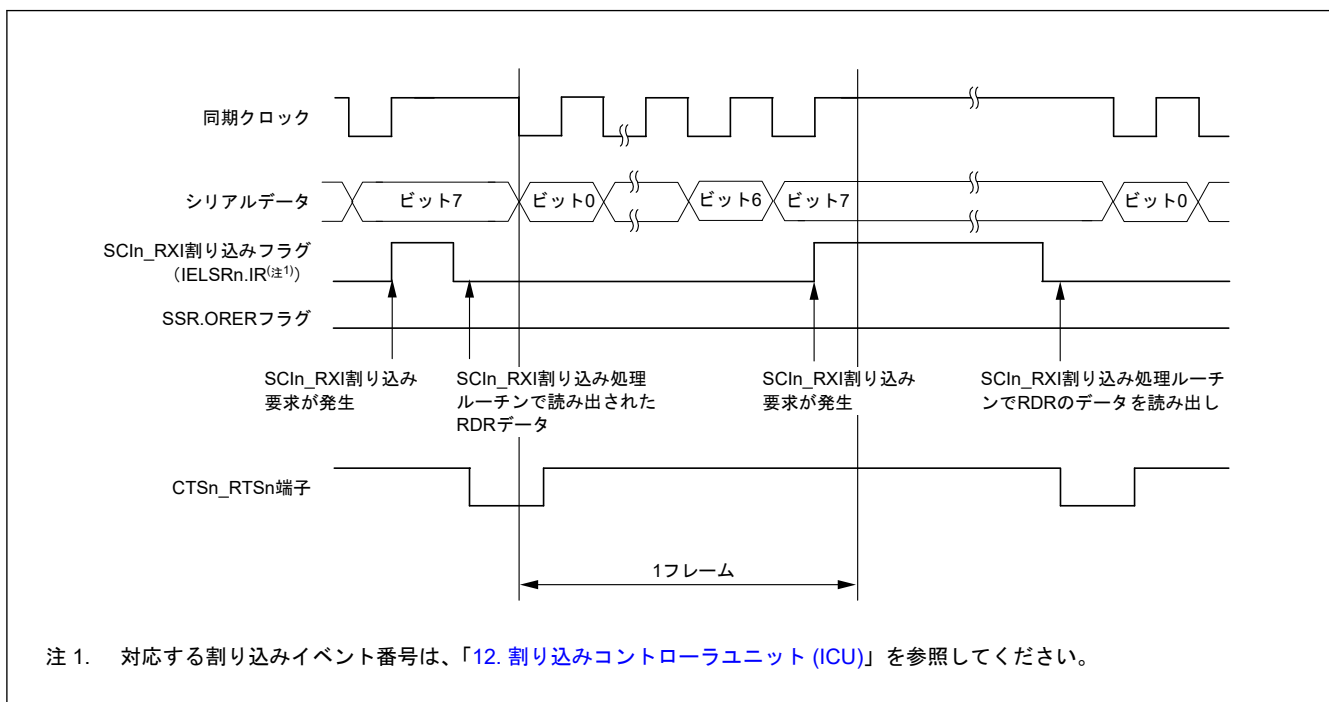 同期クロック
シリアルデータ
ビット7
ビット0
ビット6
ビット7
ビット0
SCIn_RXI割り込みフラグ
(IELSRn.IR(注1))
SSR.ORERフラグ
SCIn_RXI割り込み
要求が発生
SCIn_RXI割り込み処理
ルーチンで読み出された
RDRデータ
SCIn_RXI割り込み
要求が発生
SCIn_RXI割り込み処理ルーチ
ンでRDRのデータを読み出し
CTSn_RTSn端子
1フレーム
注 1. 対応する割り込みイベント番号は、「12. 割り込みコントローラユニット (ICU)」を参照してください。